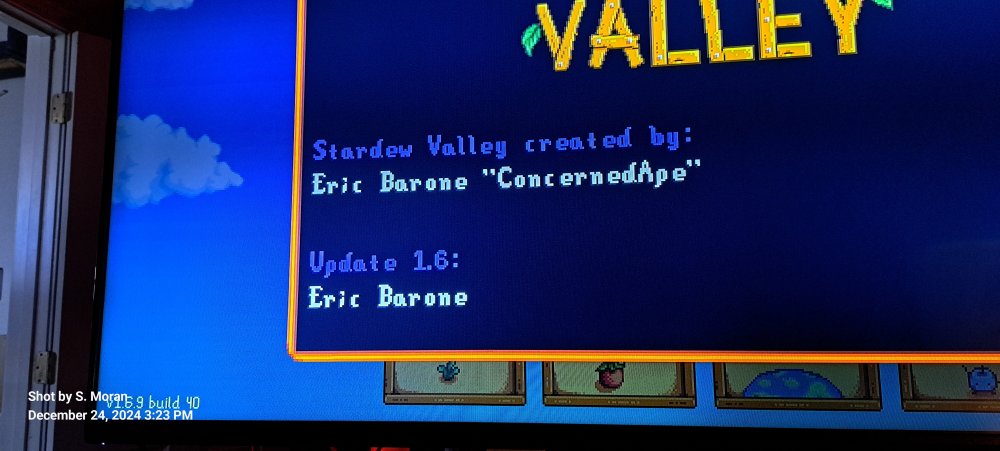 VALLEY
Stardew Valley created by:
Eric Barone "ConcernedApe"
Update 1.6:
Eric Barone
v1.6.9 build 40
Shot by S. Moran
December 24, 2024 3:23 PM